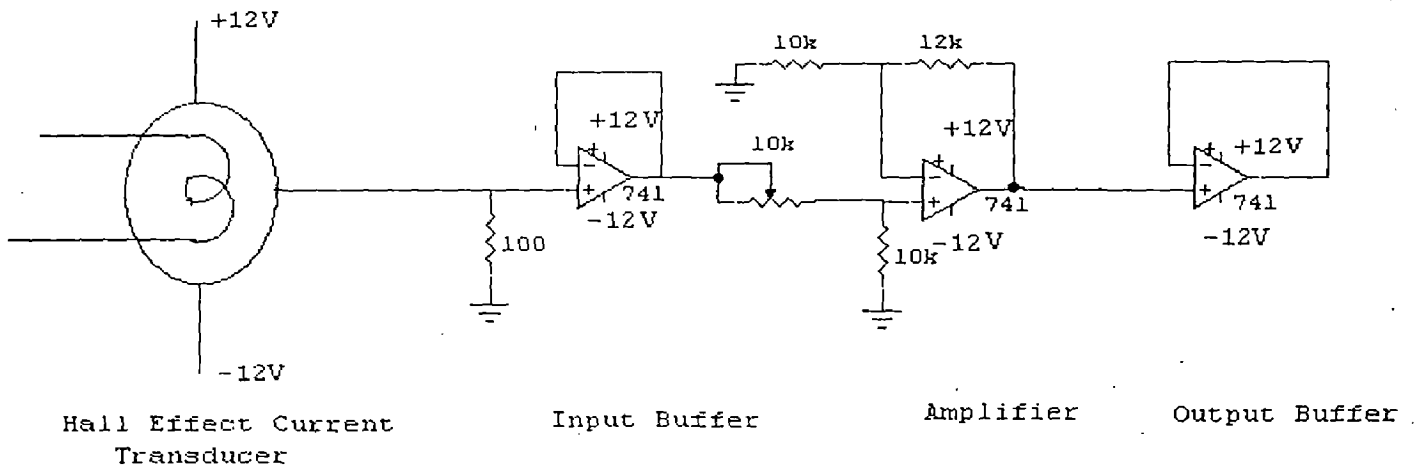 +12V
10k
12k
+12V
+12V
+12V
10k
-
-
-
+
+
+
741
741
741
-12V
-12V
-12V
100
10k
-12V
Hall Effect Current
Transducer
Input Buffer
Amplifier
Output Buffer